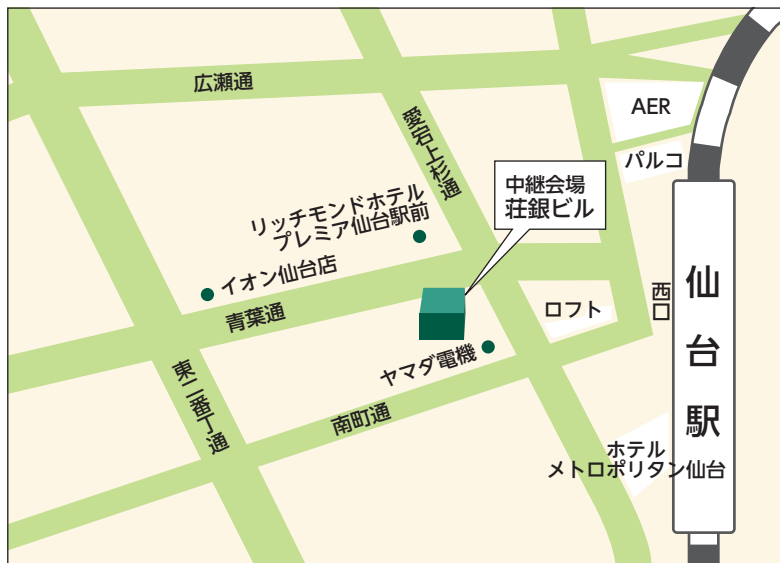 広瀬通
AER
愛宕上杉通
パルコ
中継会場
荘銀ビル
リッチモンドホテル
プレミア仙台駅前
イオン仙台店
青葉通
ロフト
西口
仙台駅
ヤマダ電機
東二番丁通
南町通
ホテル
メトロポリタン仙台